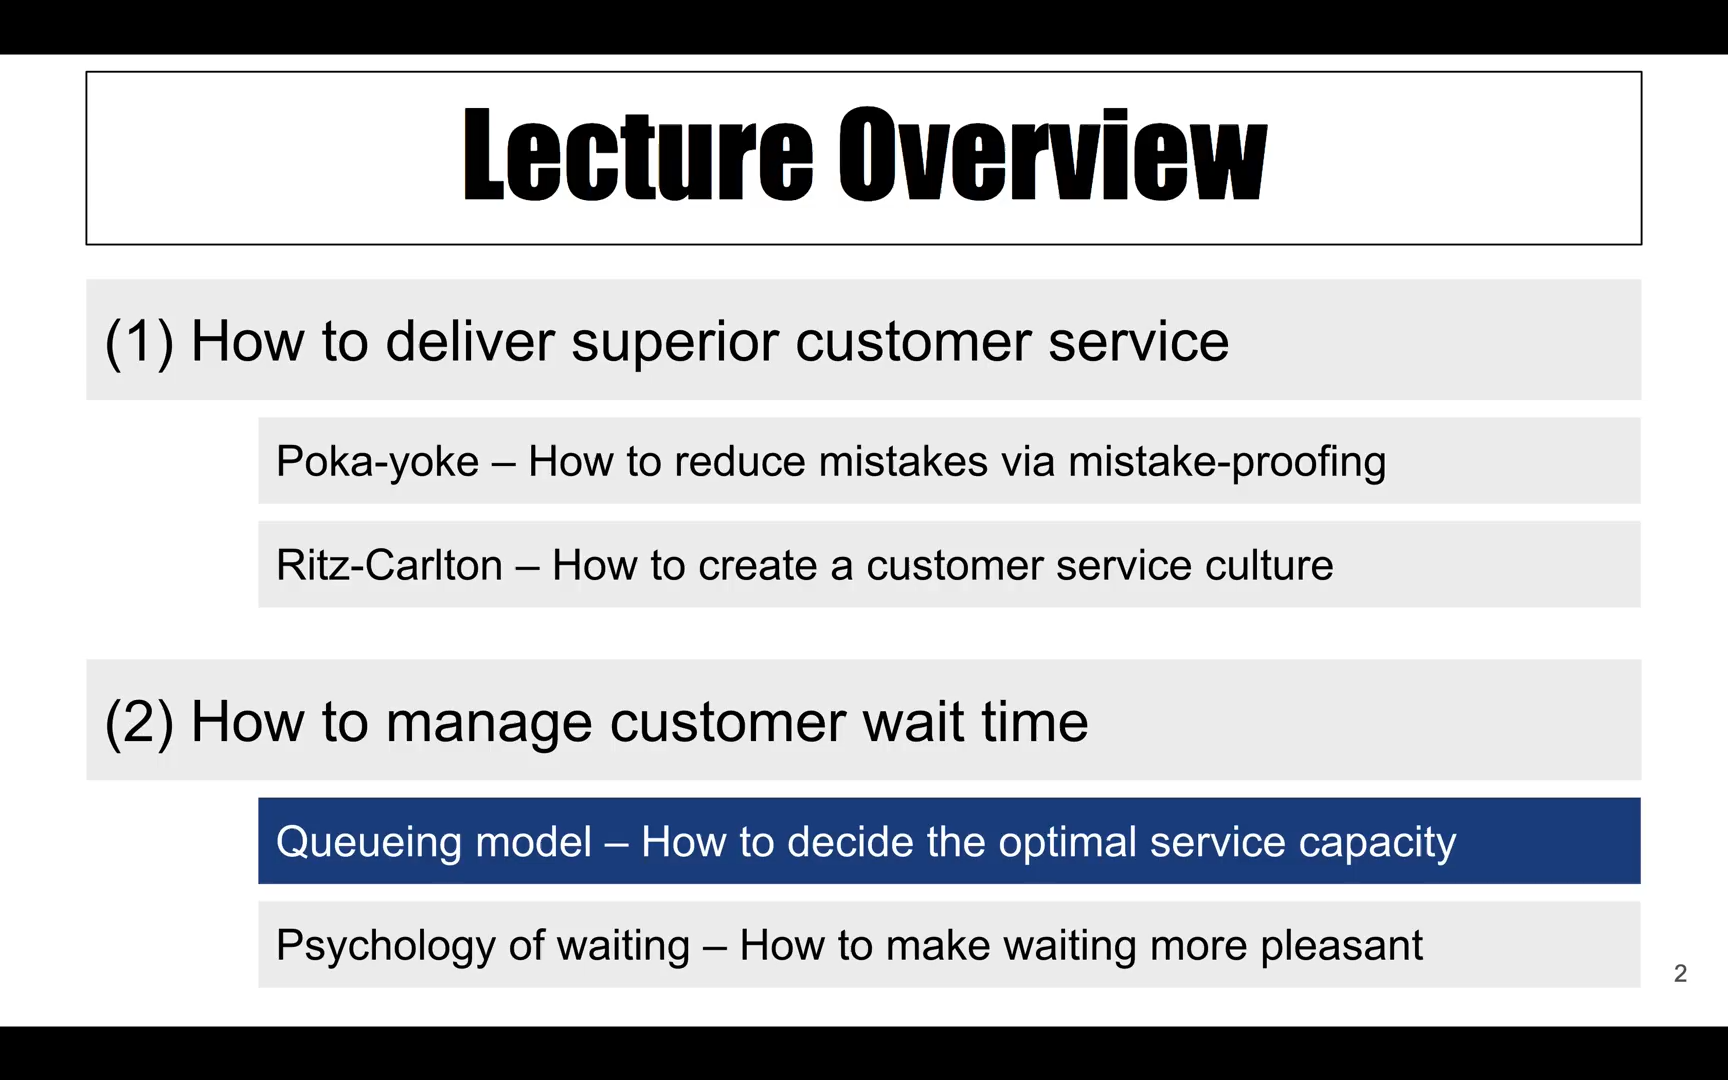 Lecture Overview
(1) How to deliver superior customer service
Poka-yoke – How to reduce mistakes via mistake-proofing
Ritz-Carlton – How to create a customer service culture
(2) How to manage customer wait time
Queueing model – How to decide the optimal service capacity
Psychology of waiting – How to make waiting more pleasant
2